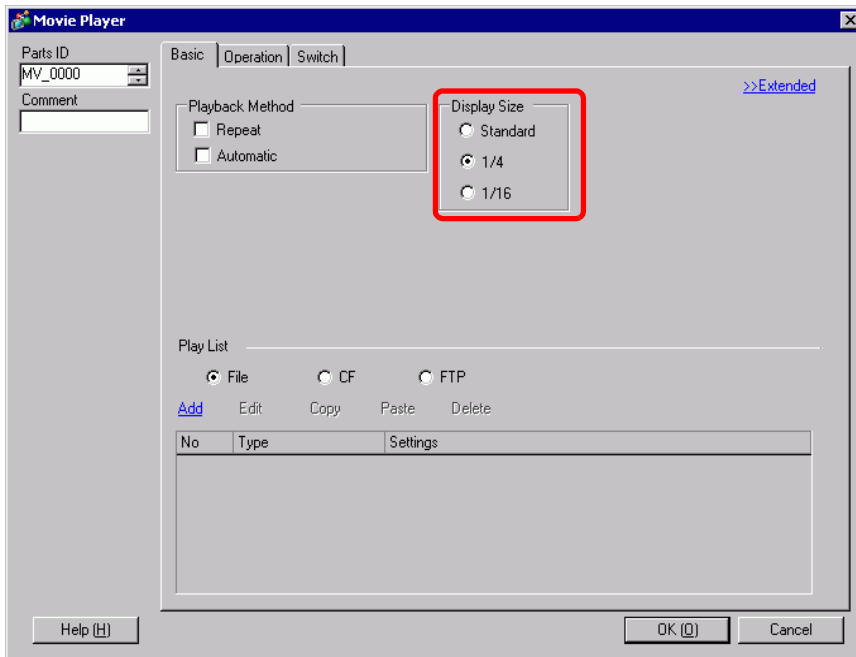 Movie Player
Parts ID
MV_0000
Comment
Basic Operation Switch
>>Extended
Playback Method
Repeat
Automatic
Display Size
Standard
1/4
1/16
Play List
File CF FTP
Add Edit Copy Paste Delete
No Type Settings
Help (H) OK (O) Cancel